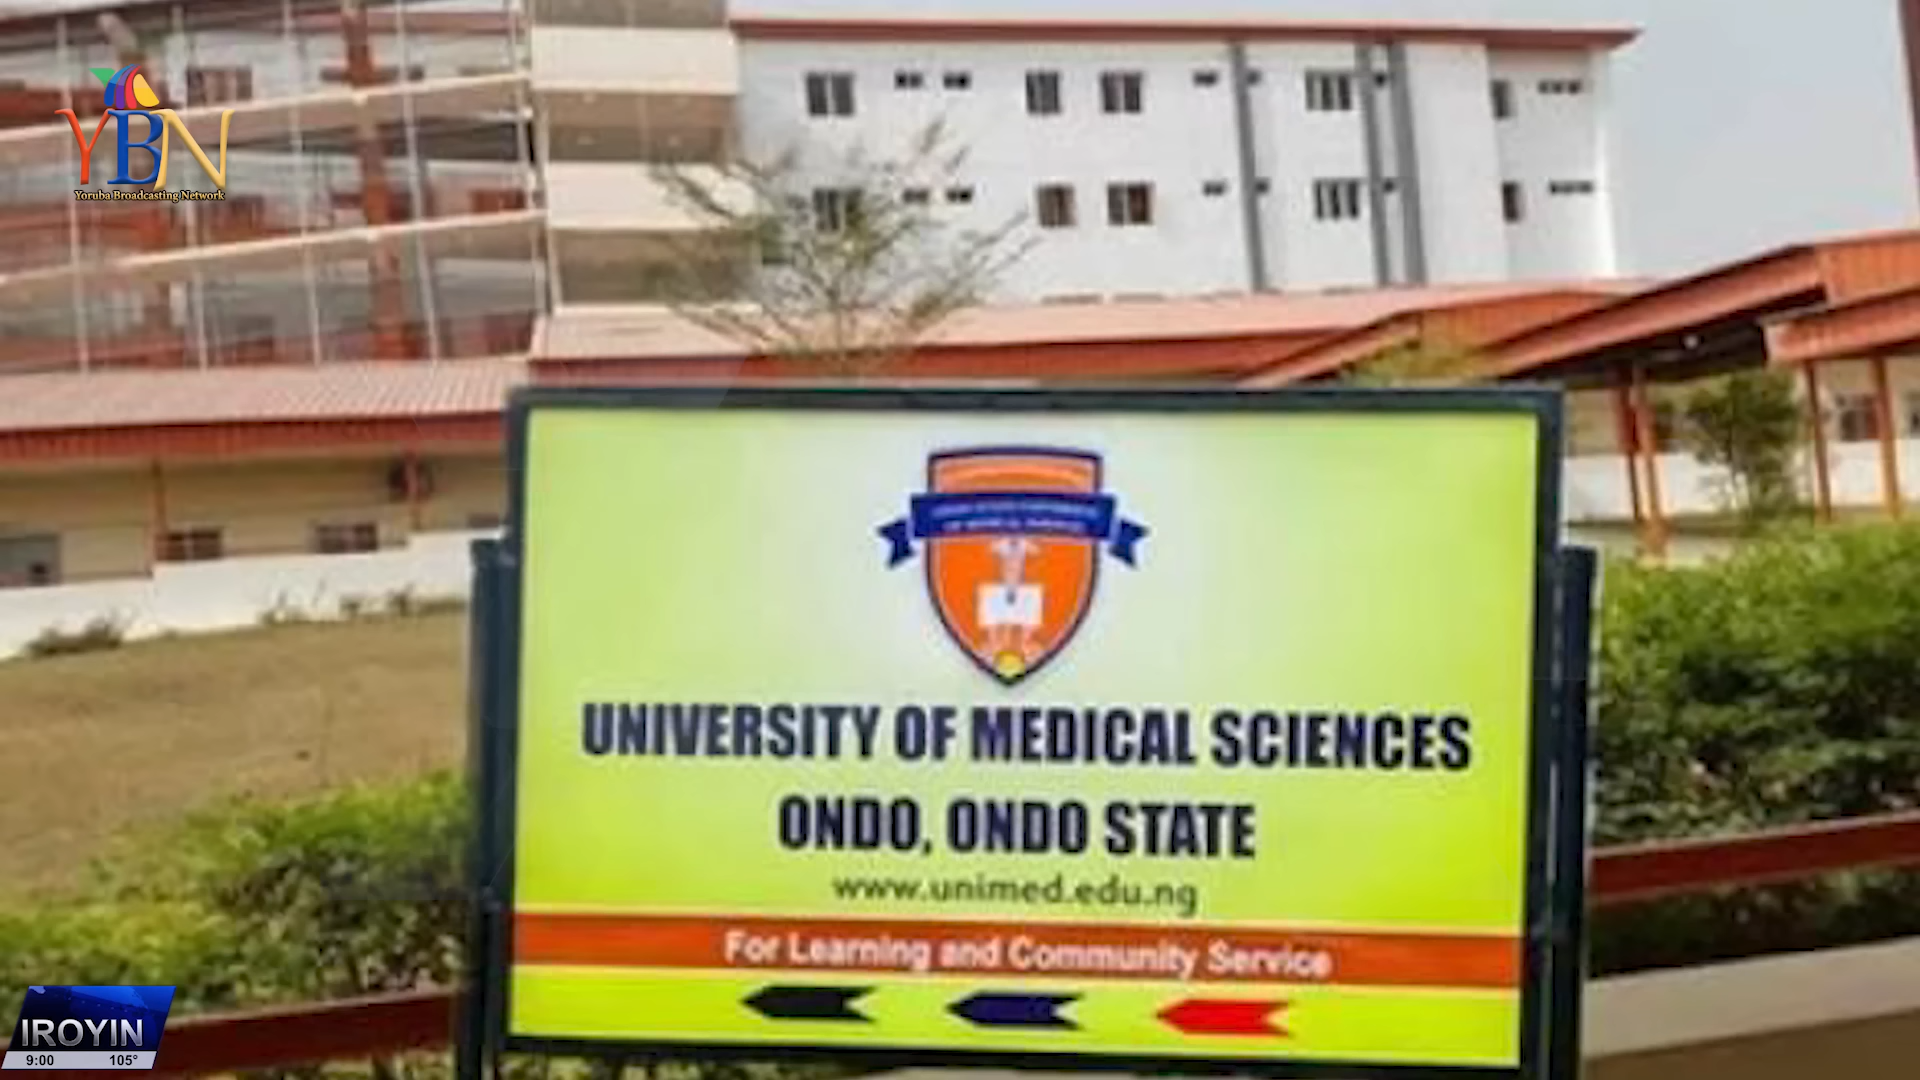 YBN
Yoruba Broadcasting Network
UNIVERSITY OF MEDICAL SCIENCES
ONDO, ONDO STATE
www.unimed.edu.ng
For Learning and Community Service
IROYIN
9:00 105°